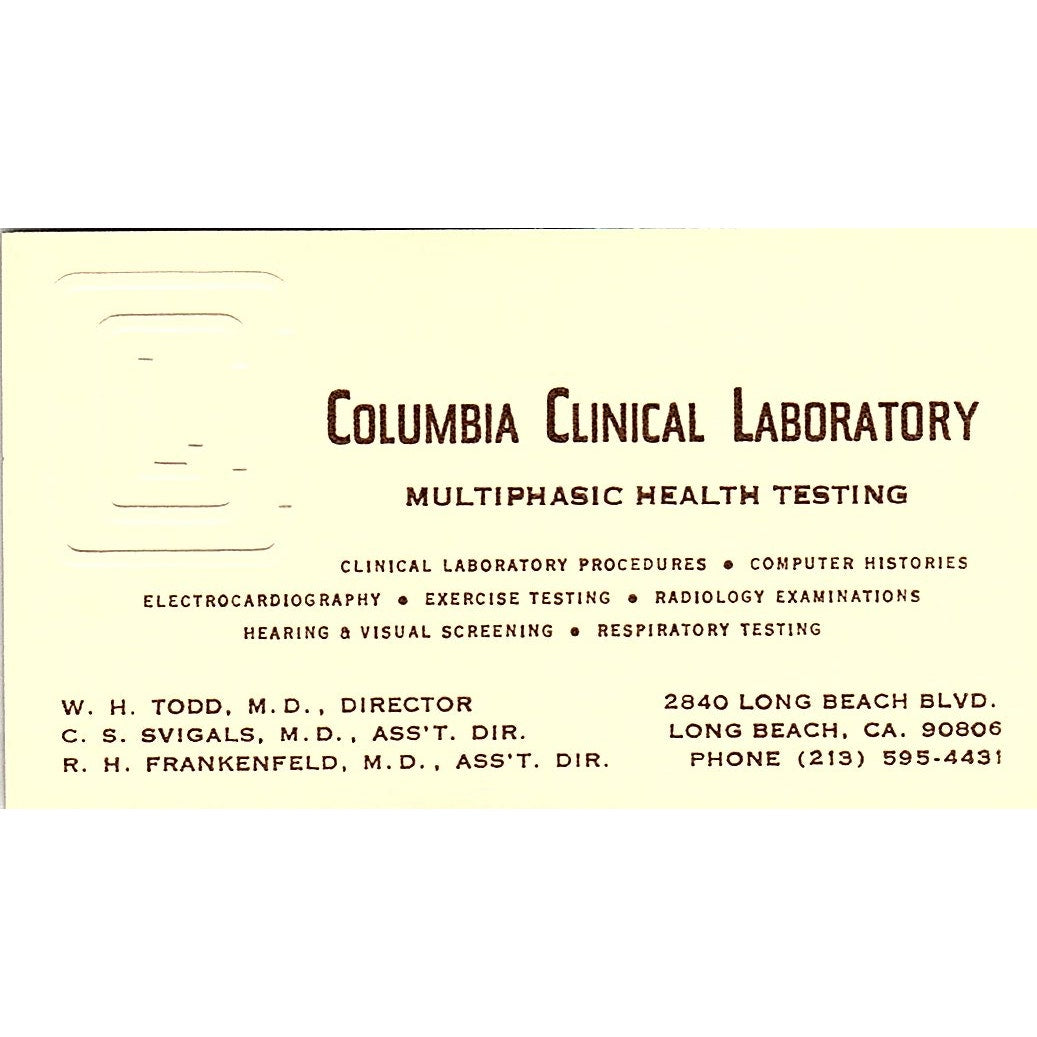 COLUMBIA CLINICAL LABORATORY
MULTIPHASIC HEALTH TESTING
CLINICAL LABORATORY PROCEDURES • COMPUTER HISTORIES
ELECTROCARDIOGRAPHY • EXERCISE TESTING • RADIOLOGY EXAMINATIONS
HEARING & VISUAL SCREENING • RESPIRATORY TESTING
W. H. TODD, M.D., DIRECTOR
C. S. SVIGALS, M.D., ASS'T. DIR.
R. H. FRANKENFELD, M.D., ASS'T. DIR.
2840 LONG BEACH BLVD.
LONG BEACH, CA. 90806
PHONE (213) 595-4431